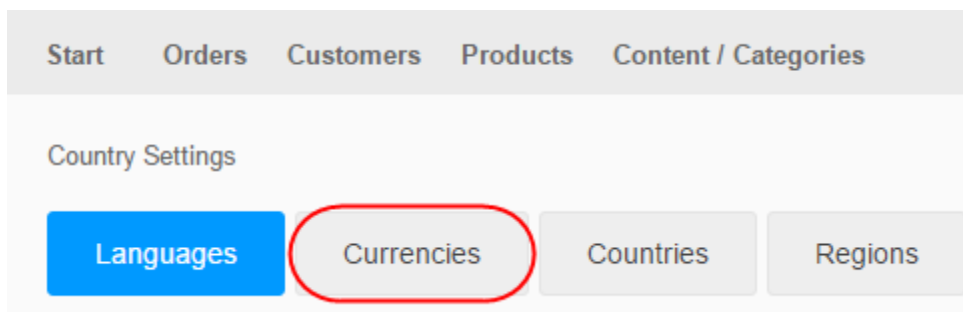 Start Orders Customers Products Content / Categories
Country Settings
Languages Currencies Countries Regions